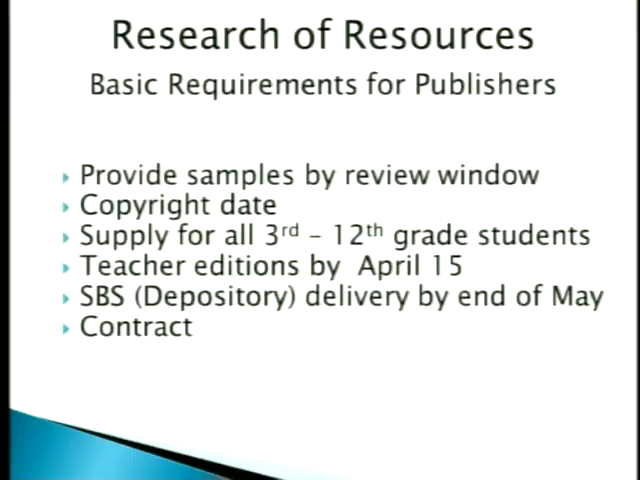 Research of Resources
Basic Requirements for Publishers
Provide samples by review window
Copyright date
Supply for all 3rd – 12th grade students
Teacher editions by April 15
SBS (Depository) delivery by end of May
Contract